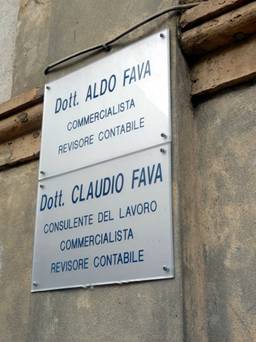 Dott. ALDO FAVA
COMMERCIALISTA
REVISORE CONTABILE
Dott. CLAUDIO FAVA
CONSULENTE DEL LAVORO
COMMERCIALISTA
REVISORE CONTABILE